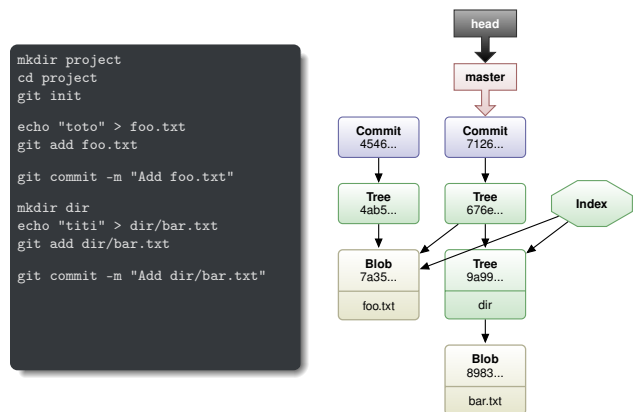 mkdir project
cd project
git init
echo "toto" > foo.txt
git add foo.txt
git commit -m "Add foo.txt"
mkdir dir
echo "titi" > dir/bar.txt
git add dir/bar.txt
git commit -m "Add dir/bar.txt"
head
master
Commit
4546...
Commit
7126...
Tree
4ab5...
Tree
676e...
Index
Blob
7a35...
foo.txt
Tree
9a99...
dir
Blob
8983...
bar.txt